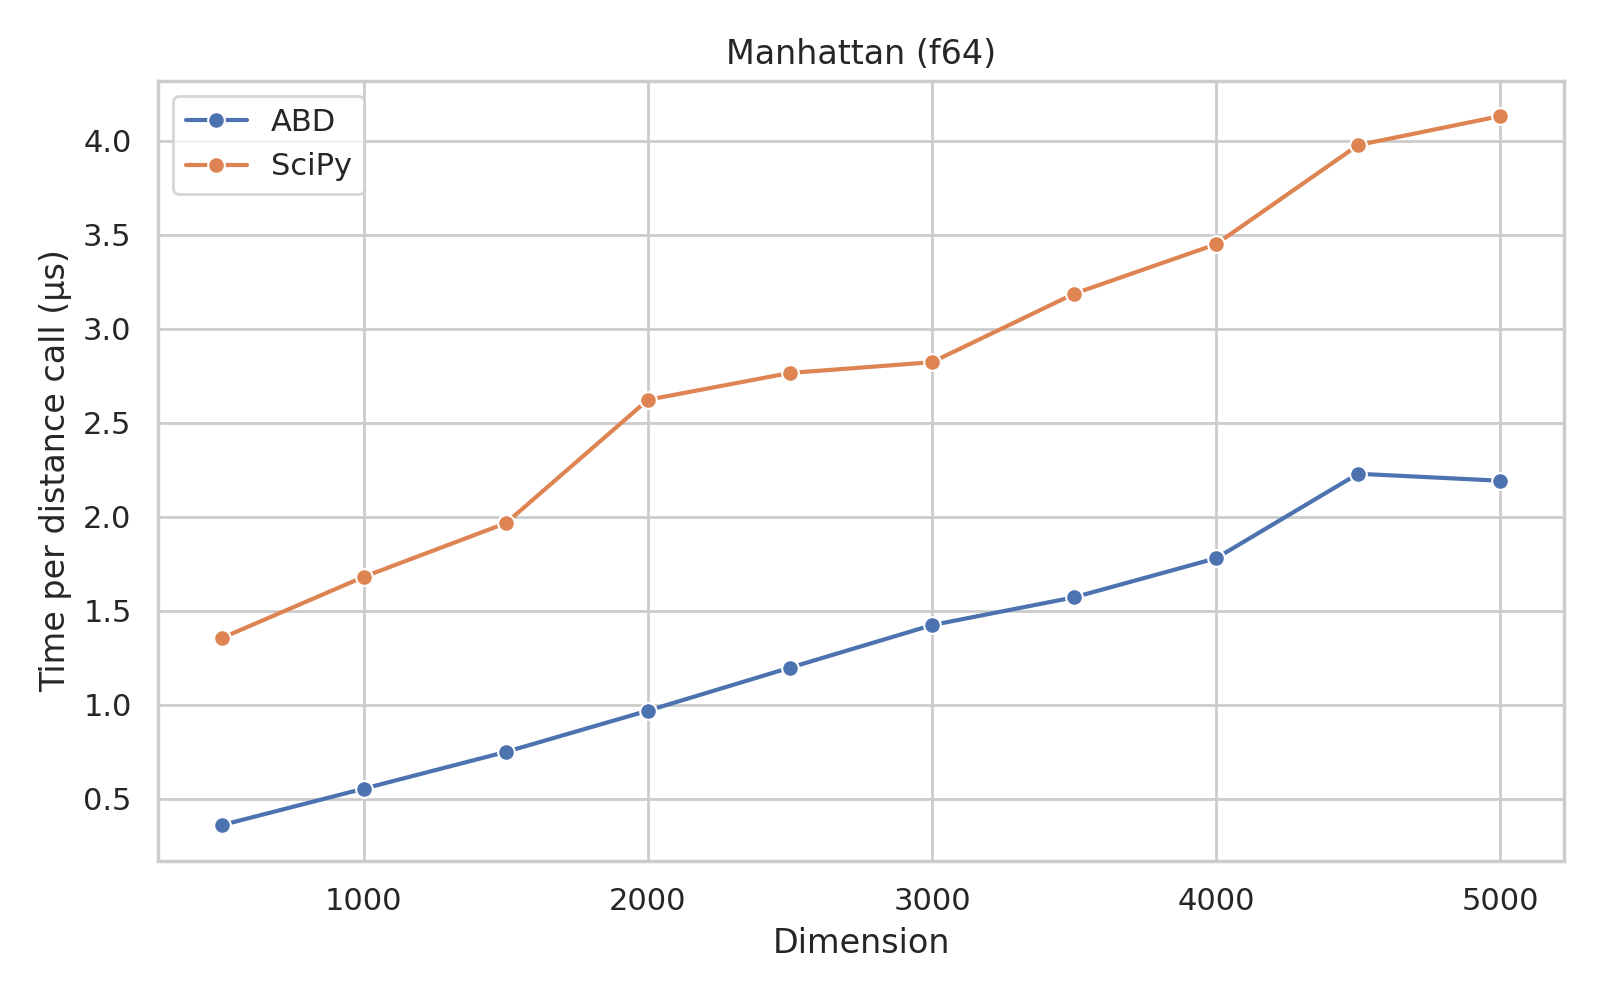 Manhattan (f64)
ABD
SciPy
4.0
3.5
3.0
2.5
2.0
1.5
1.0
0.5
Time per distance call (µs)
1000 2000 3000 4000 5000
Dimension